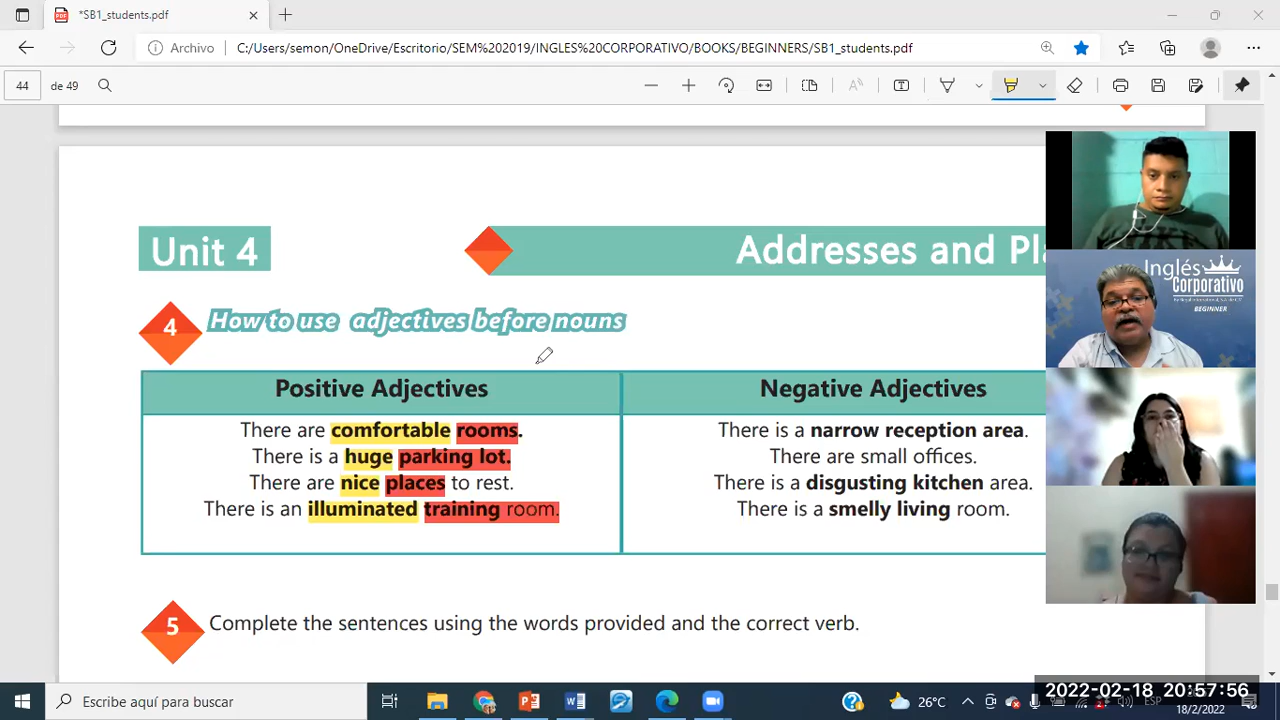 *SB1_students.pdf
Archivo
C:/Users/semon/OneDrive/Escritorio/SEM%202019/INGLES%20CORPORATIVO/BOOKS/BEGINNERS/SB1_students.pdf
44 de 49
Unit 4
Addresses and Pla
4 How to use adjectives before nouns
Positive Adjectives
There are comfortable rooms.
There is a huge parking lot.
There are nice places to rest.
There is an illuminated training room.
Negative Adjectives
There is a narrow reception area.
There are small offices.
There is a disgusting kitchen area.
There is a smelly living room.
5 Complete the sentences using the words provided and the correct verb.
Inglés
Corporativo
BEGINNER
Escribe aquí para buscar
26°C
ESP
2022-02-18 20:57:56
18/2/2022